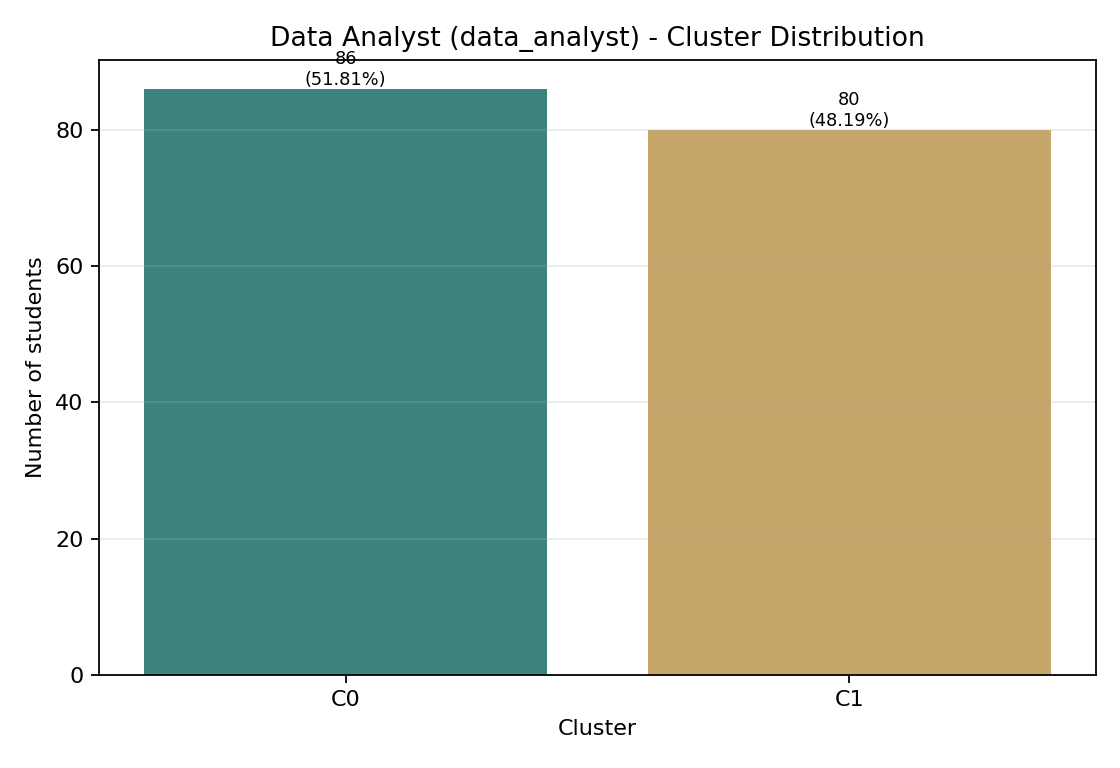 Data Analyst (data_analyst) - Cluster Distribution
86
(51.81%)
80
(48.19%)
80
60
40
20
0
Number of students
C0
C1
Cluster